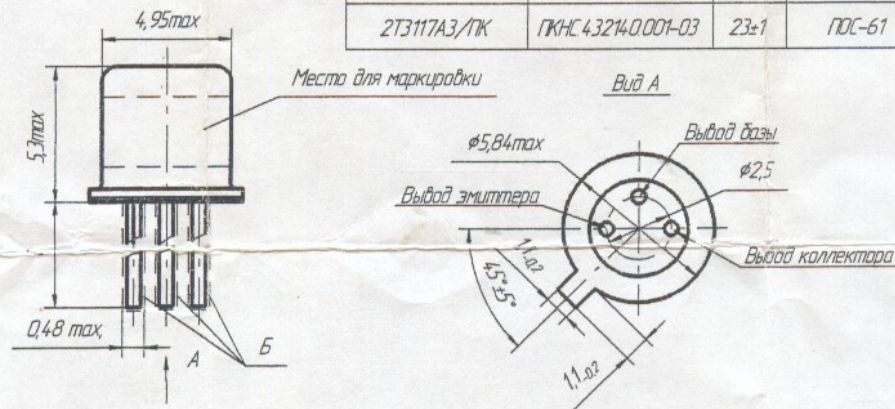 2Т3117А3/ПК ПКНС.432140.001-03 23±1 ПОС-61
4,95max
5,3max
Место для маркировки
0,48 max,
А
Б
Вид А
Вывод базы
⌀5,84max
⌀2,5
Вывод эмиттера
Вывод коллектора
1,1-0,2
45°±5°
1,1-0,2